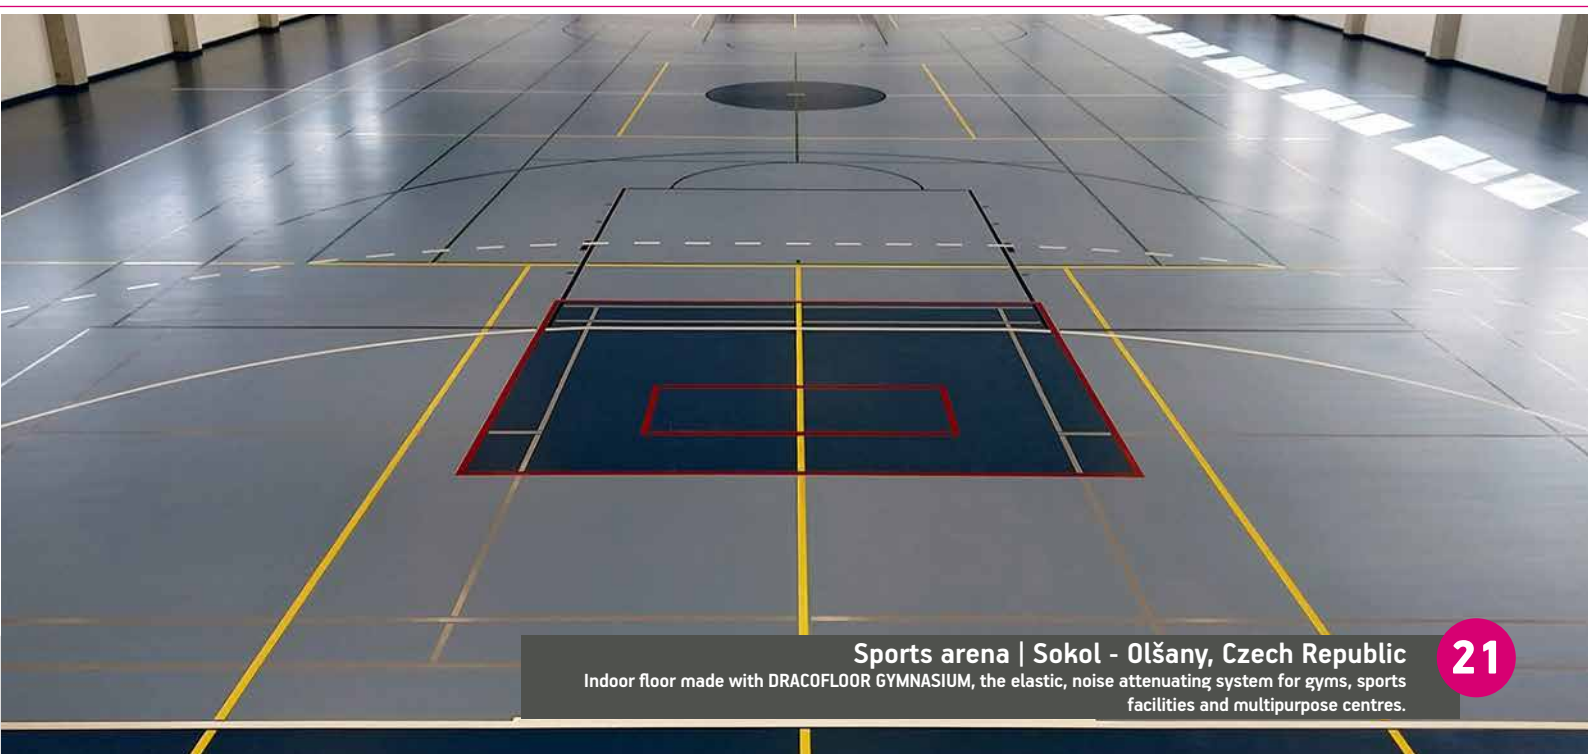 Sports arena | Sokol - Olšany, Czech Republic
Indoor floor made with DRACOFLOOR GYMNASIUM, the elastic, noise attenuating system for gyms, sports
facilities and multipurpose centres.
21